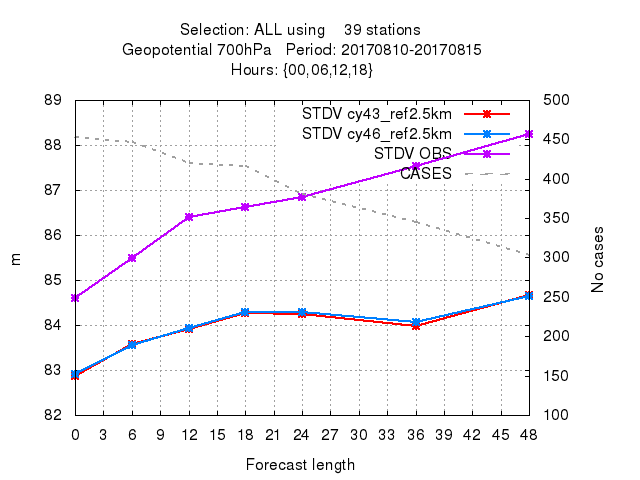 Selection: ALL using    39 stations
Geopotential 700hPa   Period: 20170810-20170815
Hours: {00,06,12,18}
89 500
STDV cy43_ref2.5km
88 450
STDV cy46_ref2.5km
STDV OBS
87 400
CASES
86 350
85 300
84 250
83 200
82 150
100
m
No cases
0 3 6 9 12 15 18 21 24 27 30 33 36 39 42 45 48
Forecast length